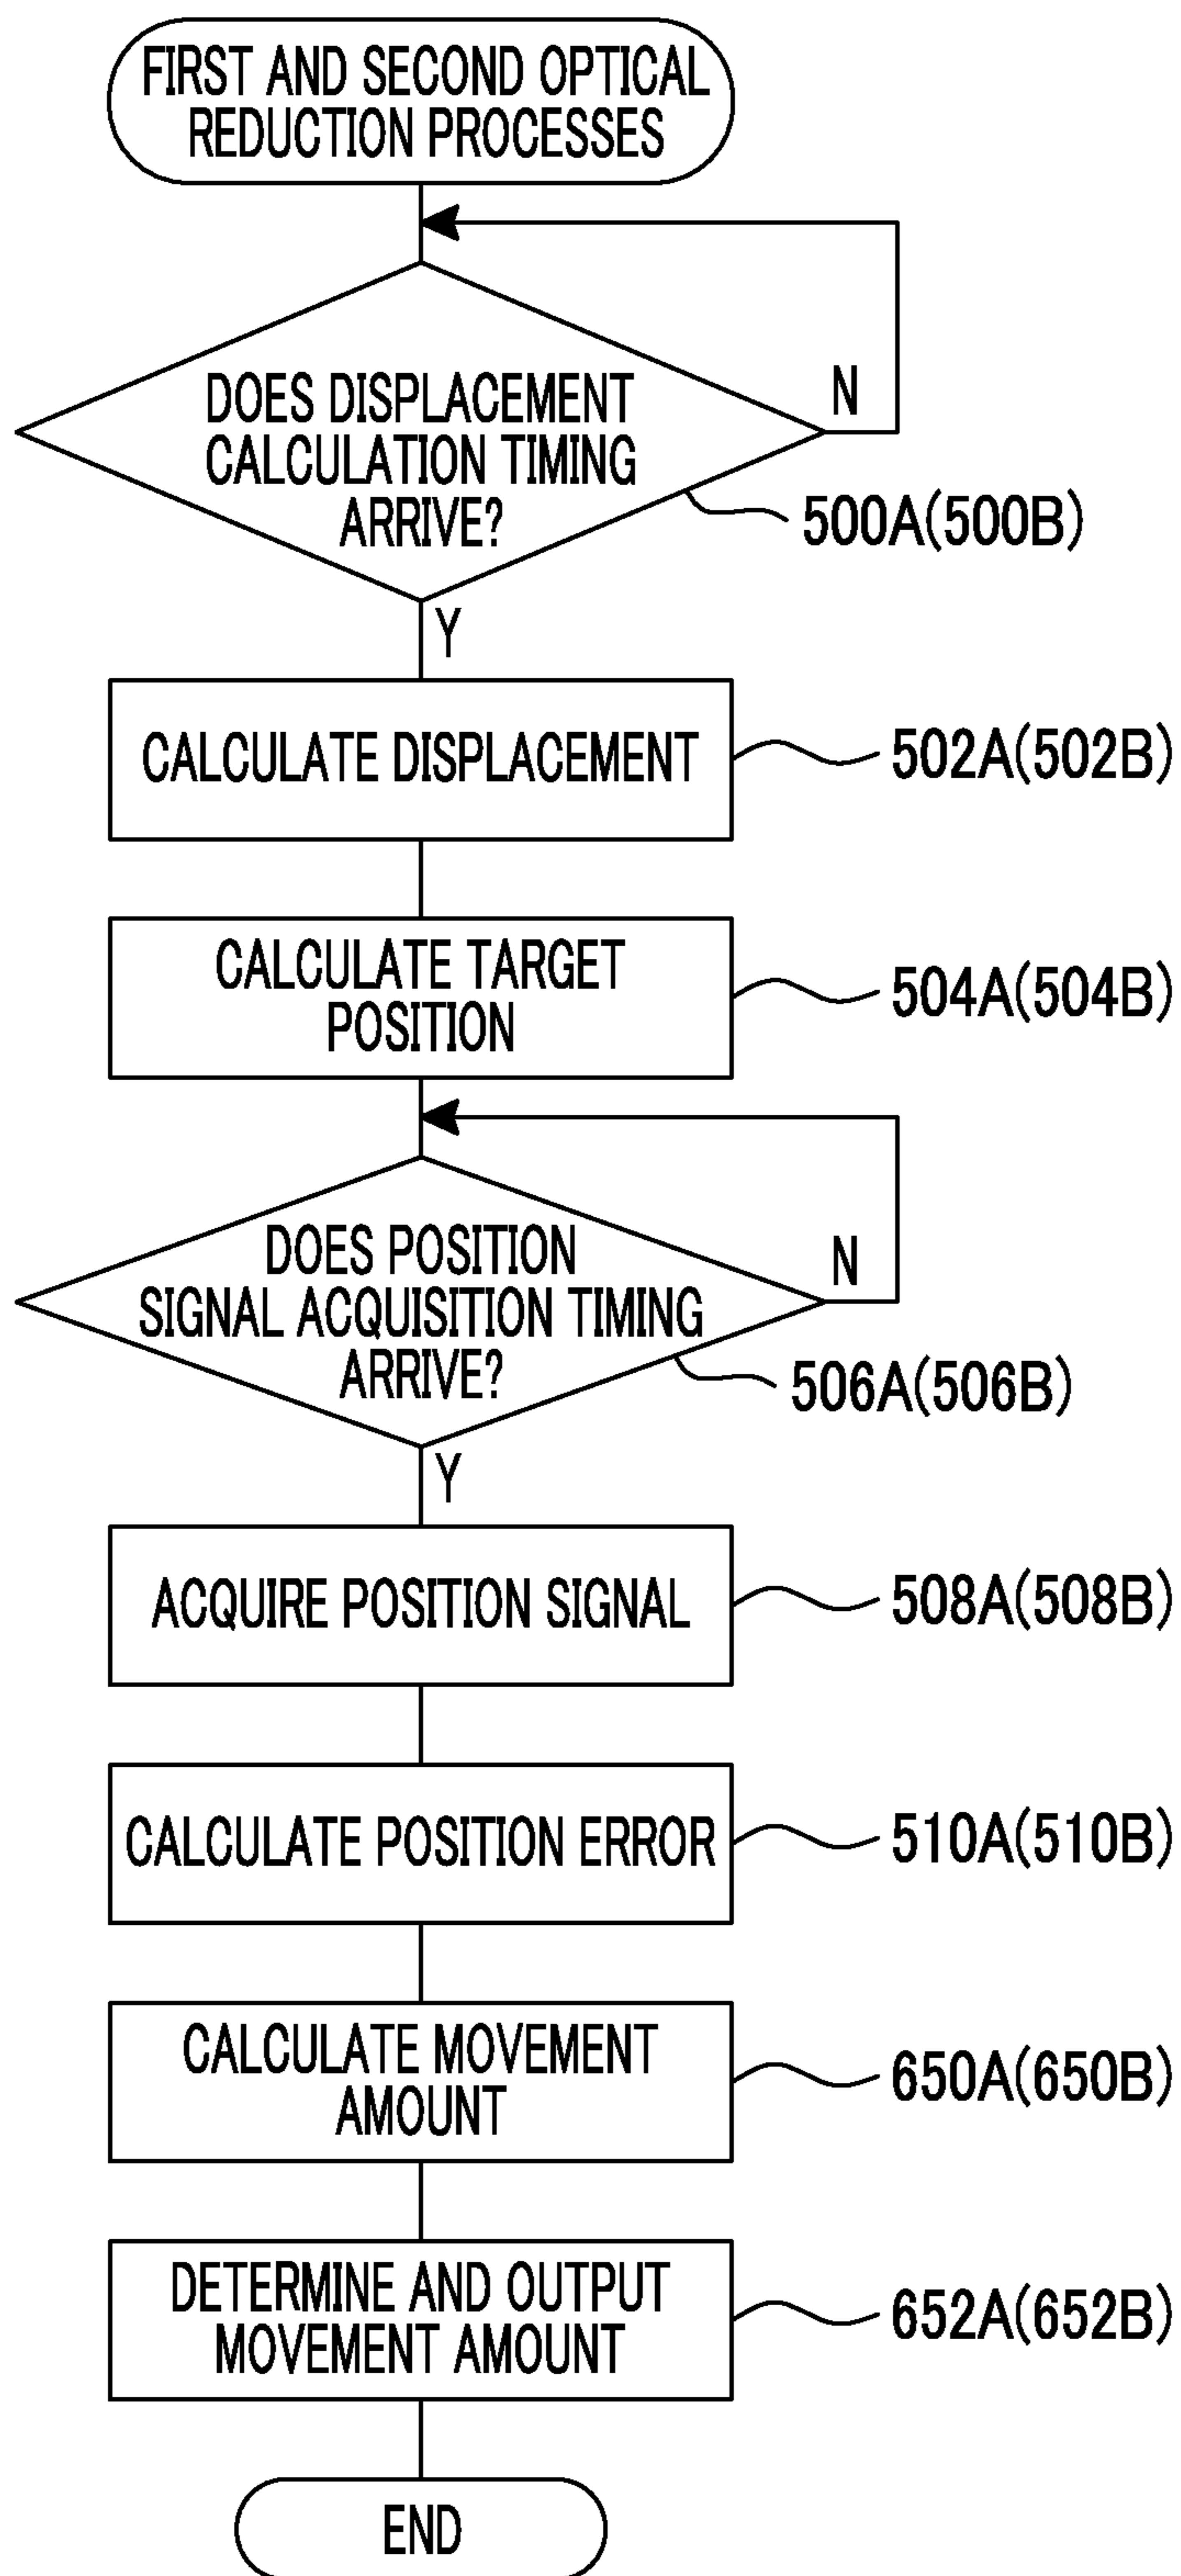 FIRST AND SECOND OPTICAL
REDUCTION PROCESSES
DOES DISPLACEMENT
CALCULATION TIMING
ARRIVE?
N
500A(500B)
Y
CALCULATE DISPLACEMENT
502A(502B)
CALCULATE TARGET
POSITION
504A(504B)
DOES POSITION
SIGNAL ACQUISITION TIMING
ARRIVE?
N
506A(506B)
Y
ACQUIRE POSITION SIGNAL
508A(508B)
CALCULATE POSITION ERROR
510A(510B)
CALCULATE MOVEMENT
AMOUNT
650A(650B)
DETERMINE AND OUTPUT
MOVEMENT AMOUNT
652A(652B)
END